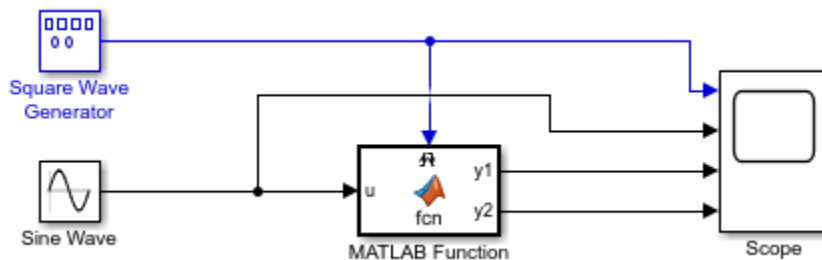 Square Wave
Generator
u
y1
fcn
y2
Sine Wave
MATLAB Function
Scope